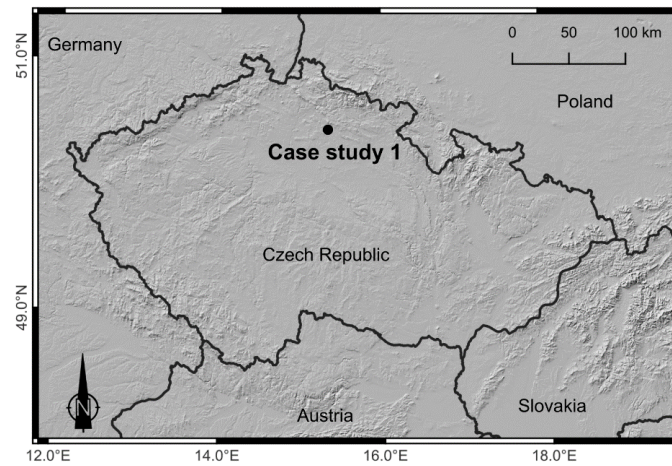 Germany
51.0°N
0 50 100 km
Poland
Case study 1
Czech Republic
49.0°N
N
Austria
Slovakia
12.0°E 14.0°E 16.0°E 18.0°E